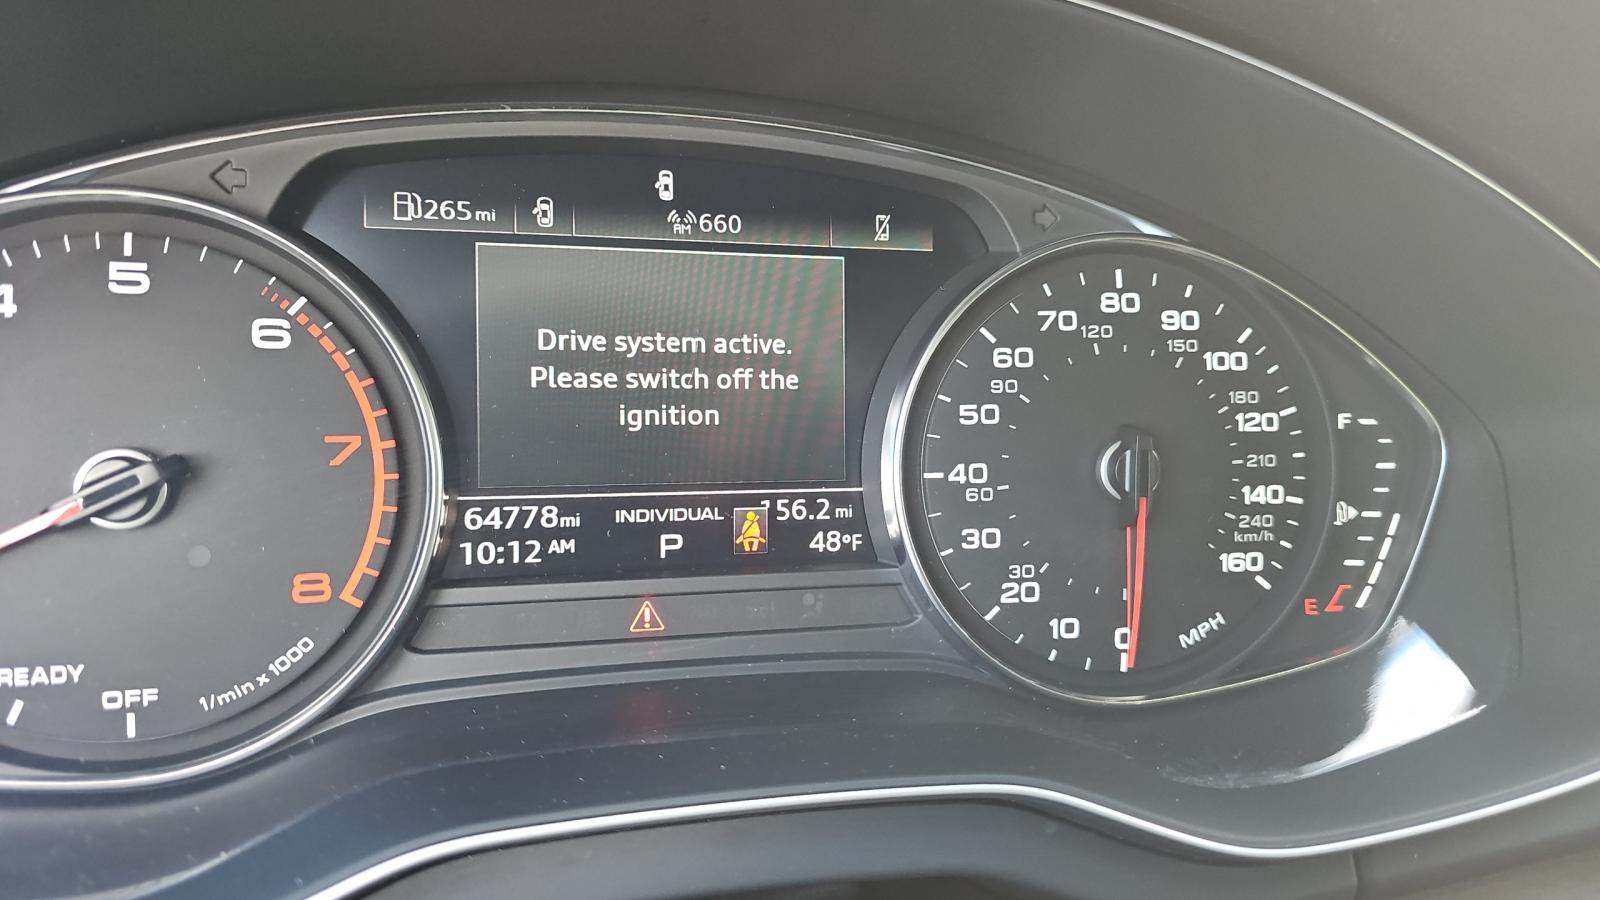 265 mi
AM 660
Drive system active.
Please switch off the
ignition
64778 mi
INDIVIDUAL
156.2 mi
10:12 AM
P
48°F
4
5
6
7
8
READY
OFF
1/min x 1000
0
10
20
30
40
50
60
70
80
90
100
120
140
160
MPH
30
60
90
120
150
180
210
240
km/h
F
E